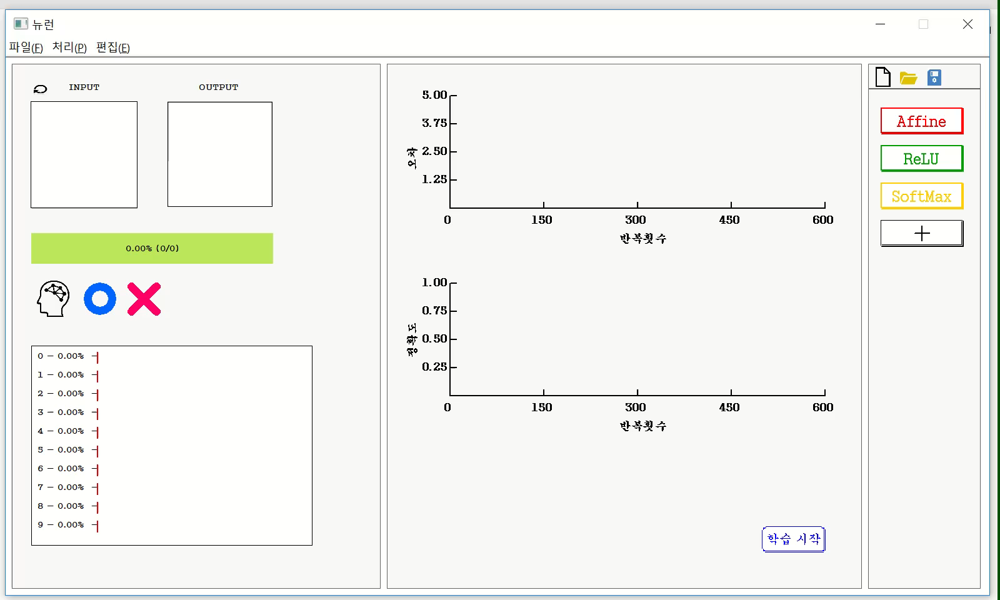 뉴런
파일(F) 처리(P) 편집(E)
INPUT
OUTPUT
0.00% (0/0)
0 - 0.00%
1 - 0.00%
2 - 0.00%
3 - 0.00%
4 - 0.00%
5 - 0.00%
6 - 0.00%
7 - 0.00%
8 - 0.00%
9 - 0.00%
5.00
3.75
2.50
1.25
오차
0 150 300 450 600
반복횟수
1.00
0.75
0.50
0.25
정확도
0 150 300 450 600
반복횟수
학습 시작
Affine
ReLU
SoftMax